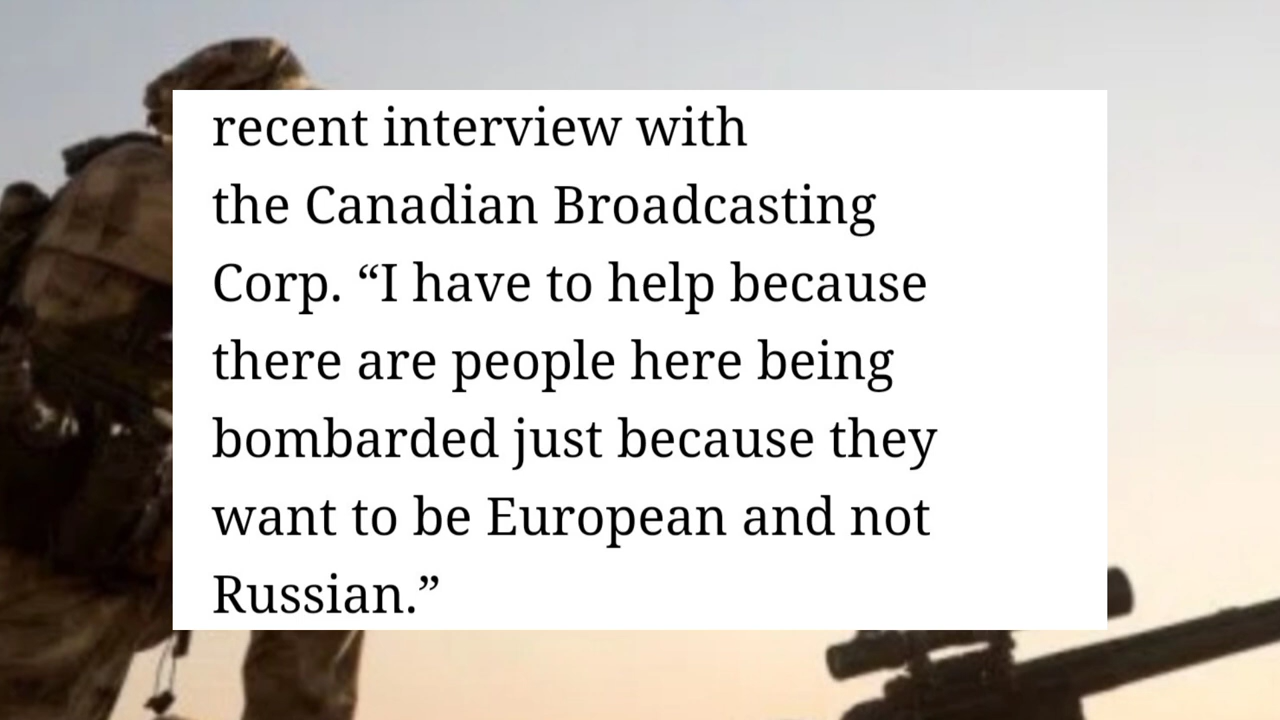 recent interview with
the Canadian Broadcasting
Corp. “I have to help because
there are people here being
bombarded just because they
want to be European and not
Russian.”